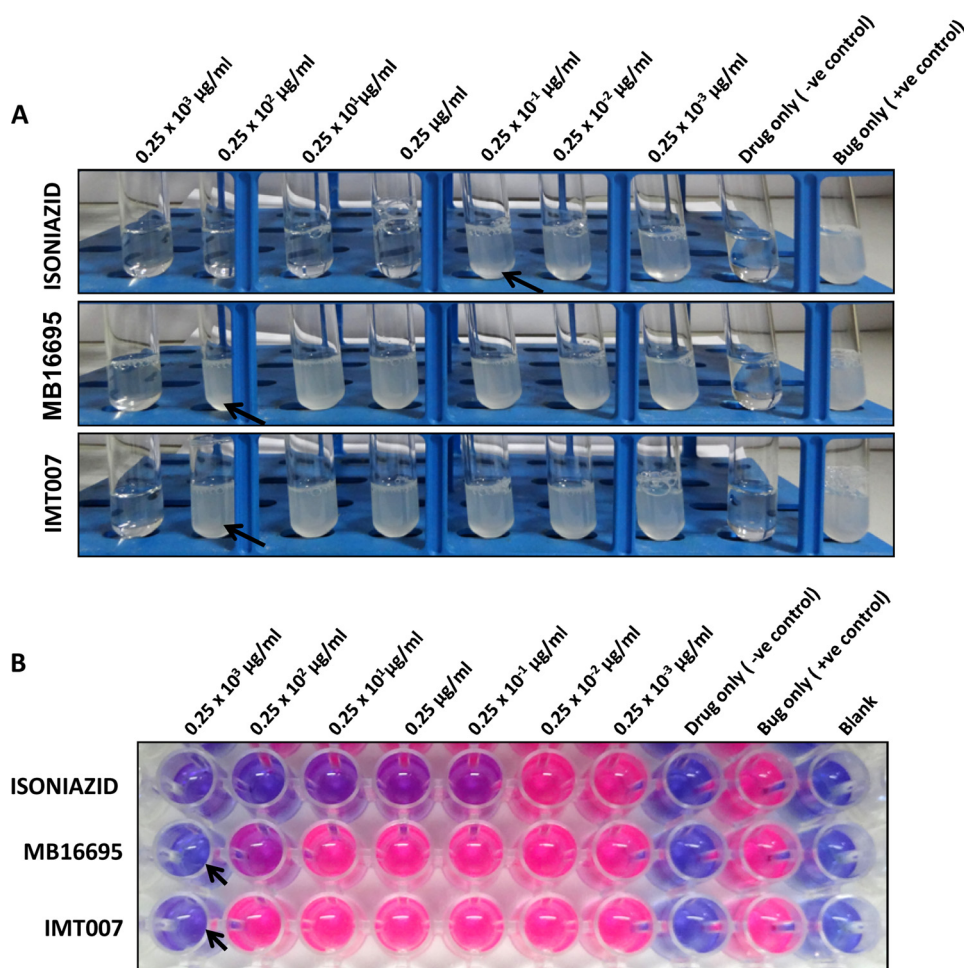 A
0.25 x 10³ µg/ml
0.25 x 10² µg/ml
0.25 x 10¹µg/ml
0.25 µg/ml
0.25 x 10⁻¹ µg/ml
0.25 x 10⁻² µg/ml
0.25 x 10⁻³ µg/ml
Drug only ( -ve control)
Bug only ( +ve control)
ISONIAZID
MB16695
IMT007
B
0.25 x 10³ µg/ml
0.25 x 10² µg/ml
0.25 x 10¹µg/ml
0.25 µg/ml
0.25 x 10⁻¹ µg/ml
0.25 x 10⁻² µg/ml
0.25 x 10⁻³ µg/ml
Drug only ( -ve control)
Bug only ( +ve control)
Blank
ISONIAZID
MB16695
IMT007